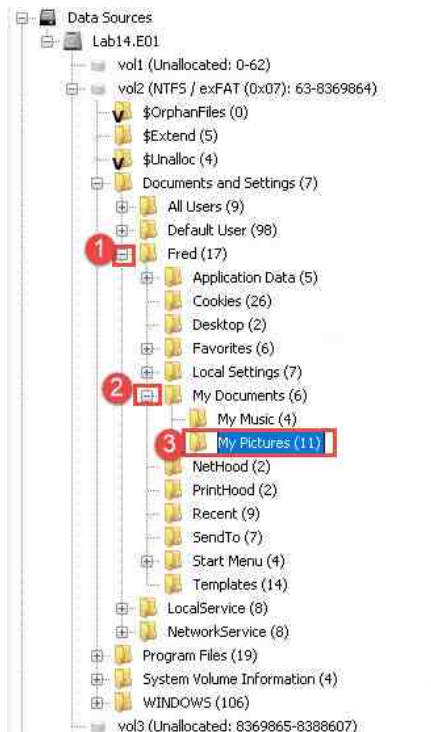 Data Sources
Lab14.E01
vol1 (Unallocated: 0-62)
vol2 (NTFS / exFAT (0x07): 63-8369864)
$OrphanFiles (0)
$Extend (5)
$Unalloc (4)
Documents and Settings (7)
All Users (9)
Default User (98)
1 Fred (17)
Application Data (5)
Cookies (26)
Desktop (2)
Favorites (6)
Local Settings (7)
2 My Documents (6)
My Music (4)
3 My Pictures (11)
NetHood (2)
PrintHood (2)
Recent (9)
SendTo (7)
Start Menu (4)
Templates (14)
LocalService (8)
NetworkService (8)
Program Files (19)
System Volume Information (4)
WINDOWS (106)
vol3 (Unallocated: 8369865-8388607)